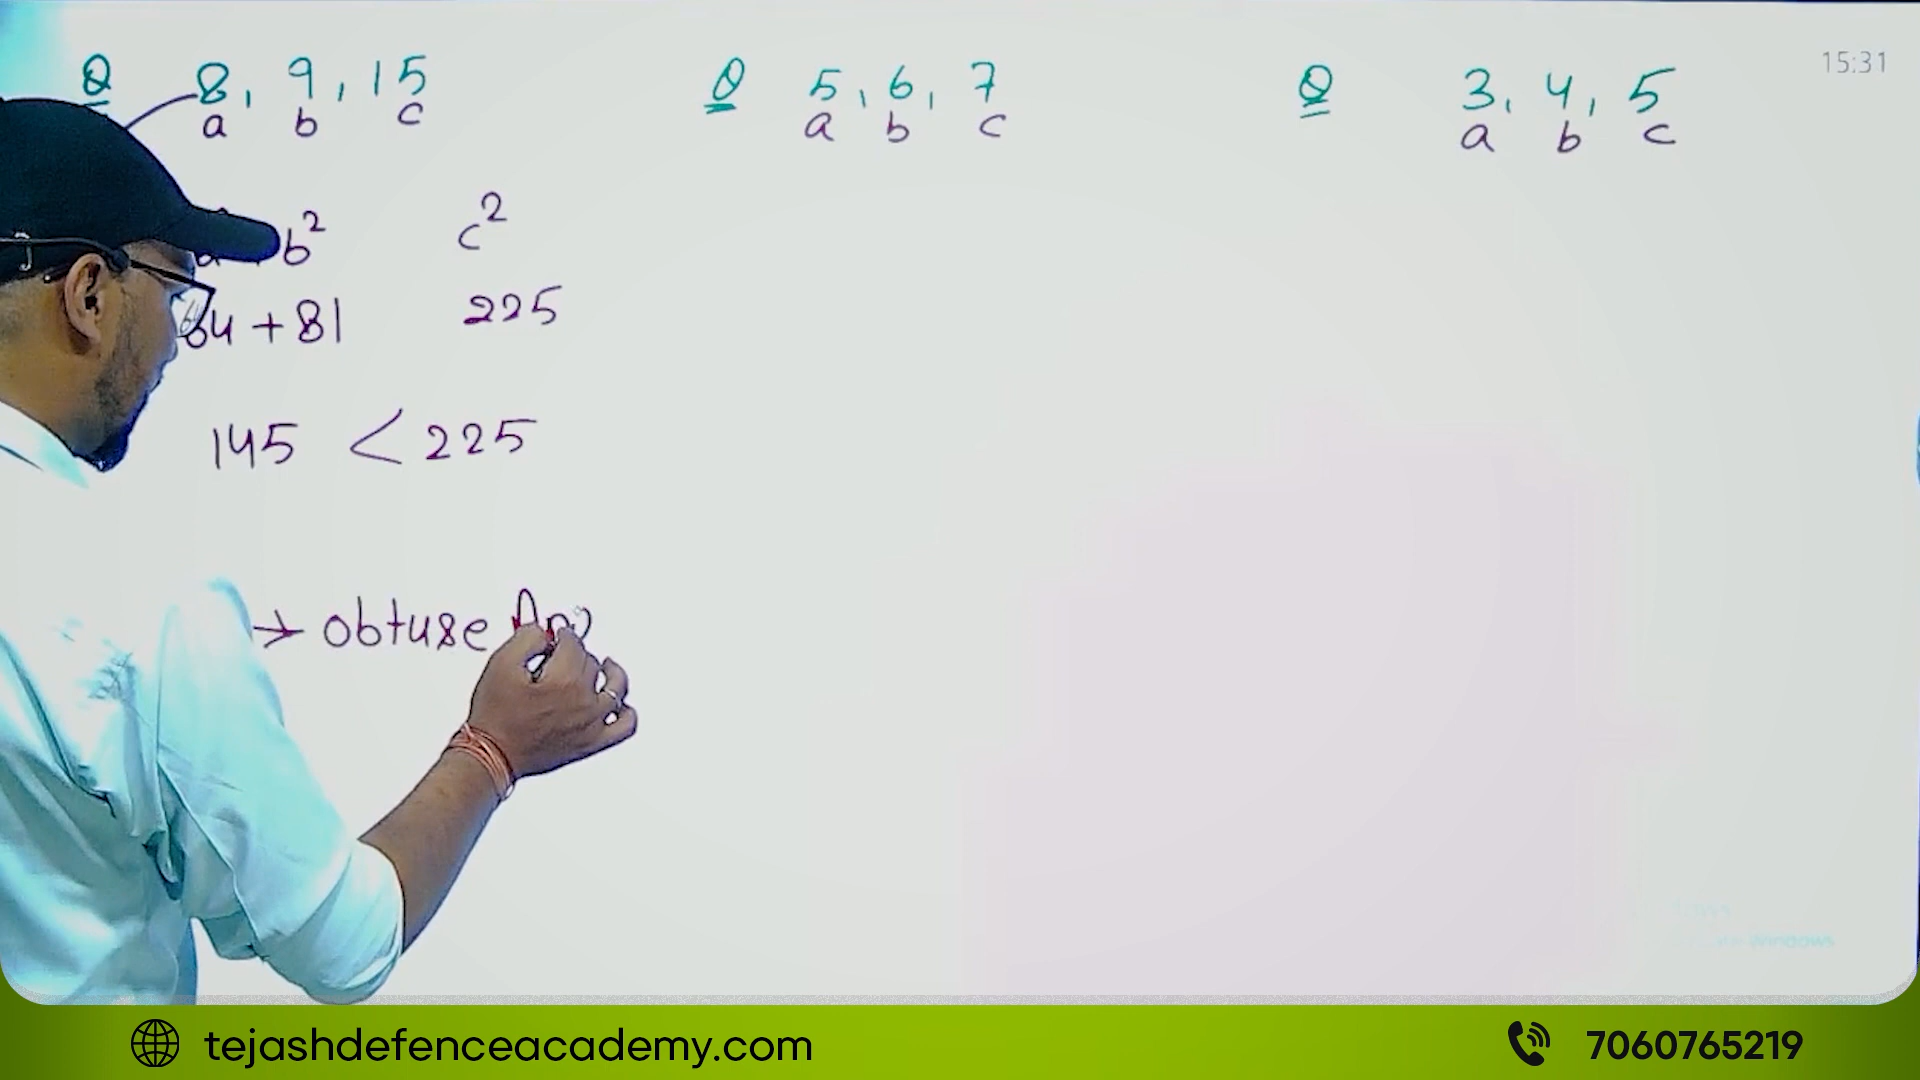 Q 8, 9, 15
a b c
b² c²
64 + 81 225
145 < 225
→ obtuse
Q 5, 6, 7
a b c
Q 3, 4, 5
a b c
15:31
tejashdefenceacademy.com
7060765219